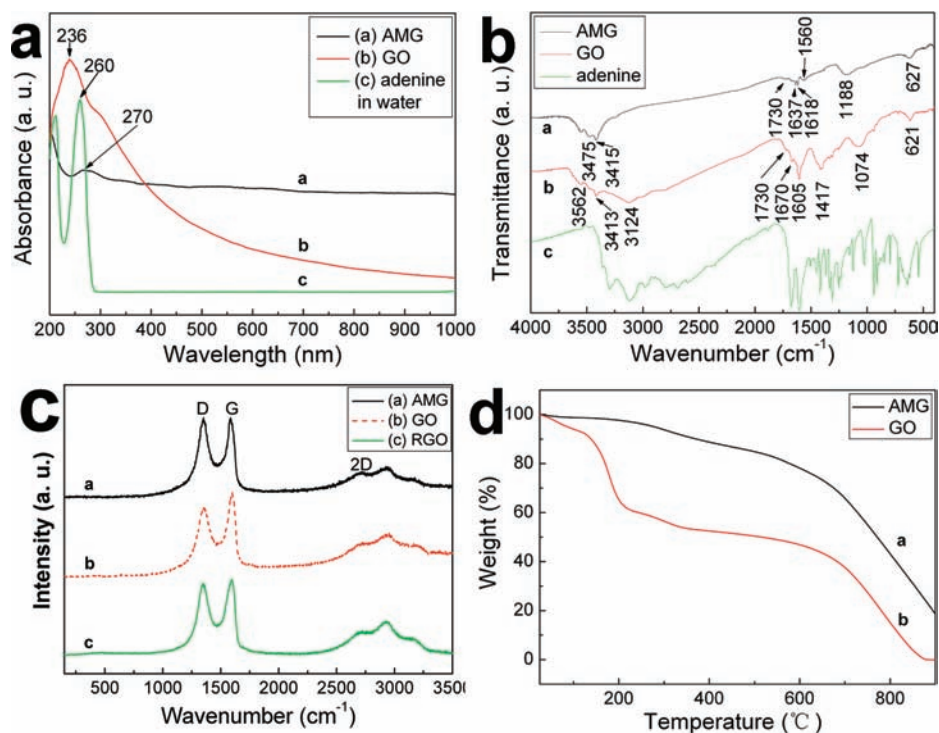 a
236
260
270
(a) AMG
(b) GO
(c) adenine
in water
a
b
c
Absorbance (a. u.)
200 300 400 500 600 700 800 900 1000
Wavelength (nm)
b
AMG
GO
adenine
1560
1730
1637
1618
1188
627
a
3475
3415
b
3562
3413
3124
1730
1670
1605
1417
1074
621
c
Transmittance (a. u.)
4000 3500 3000 2500 2000 1500 1000 500
Wavenumber (cm⁻¹)
c
D
G
2D
(a) AMG
(b) GO
(c) RGO
a
b
c
Intensity (a. u.)
500 1000 1500 2000 2500 3000 3500
Wavenumber (cm⁻¹)
d
AMG
GO
a
b
100
80
60
40
20
0
Weight (%)
200 400 600 800
Temperature (℃)